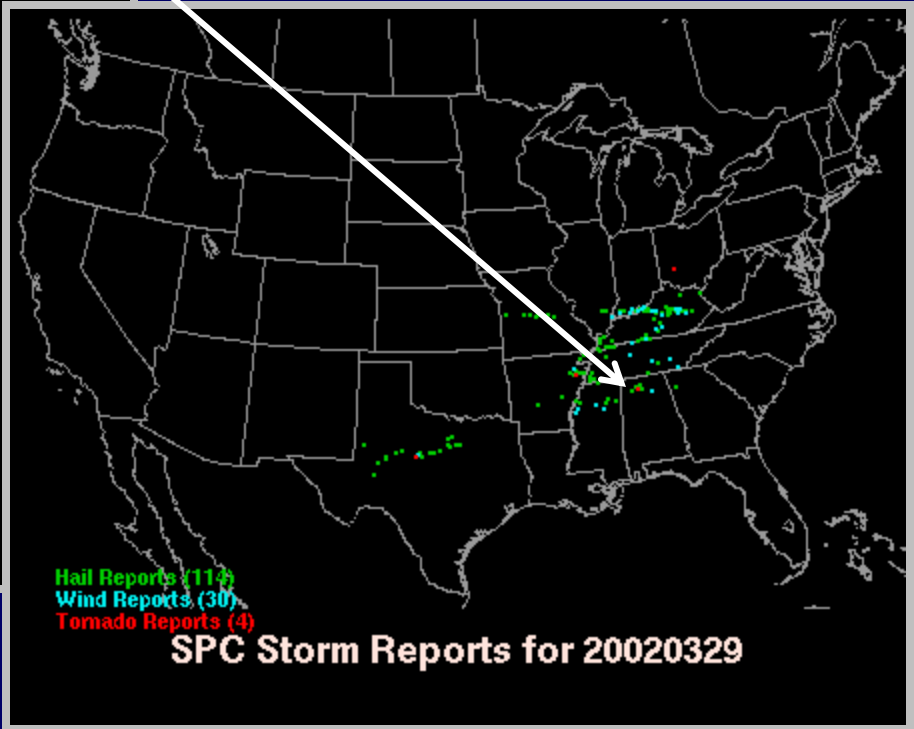 Hail Reports (114)
Wind Reports (30)
Tornado Reports (4)
SPC Storm Reports for 20020329